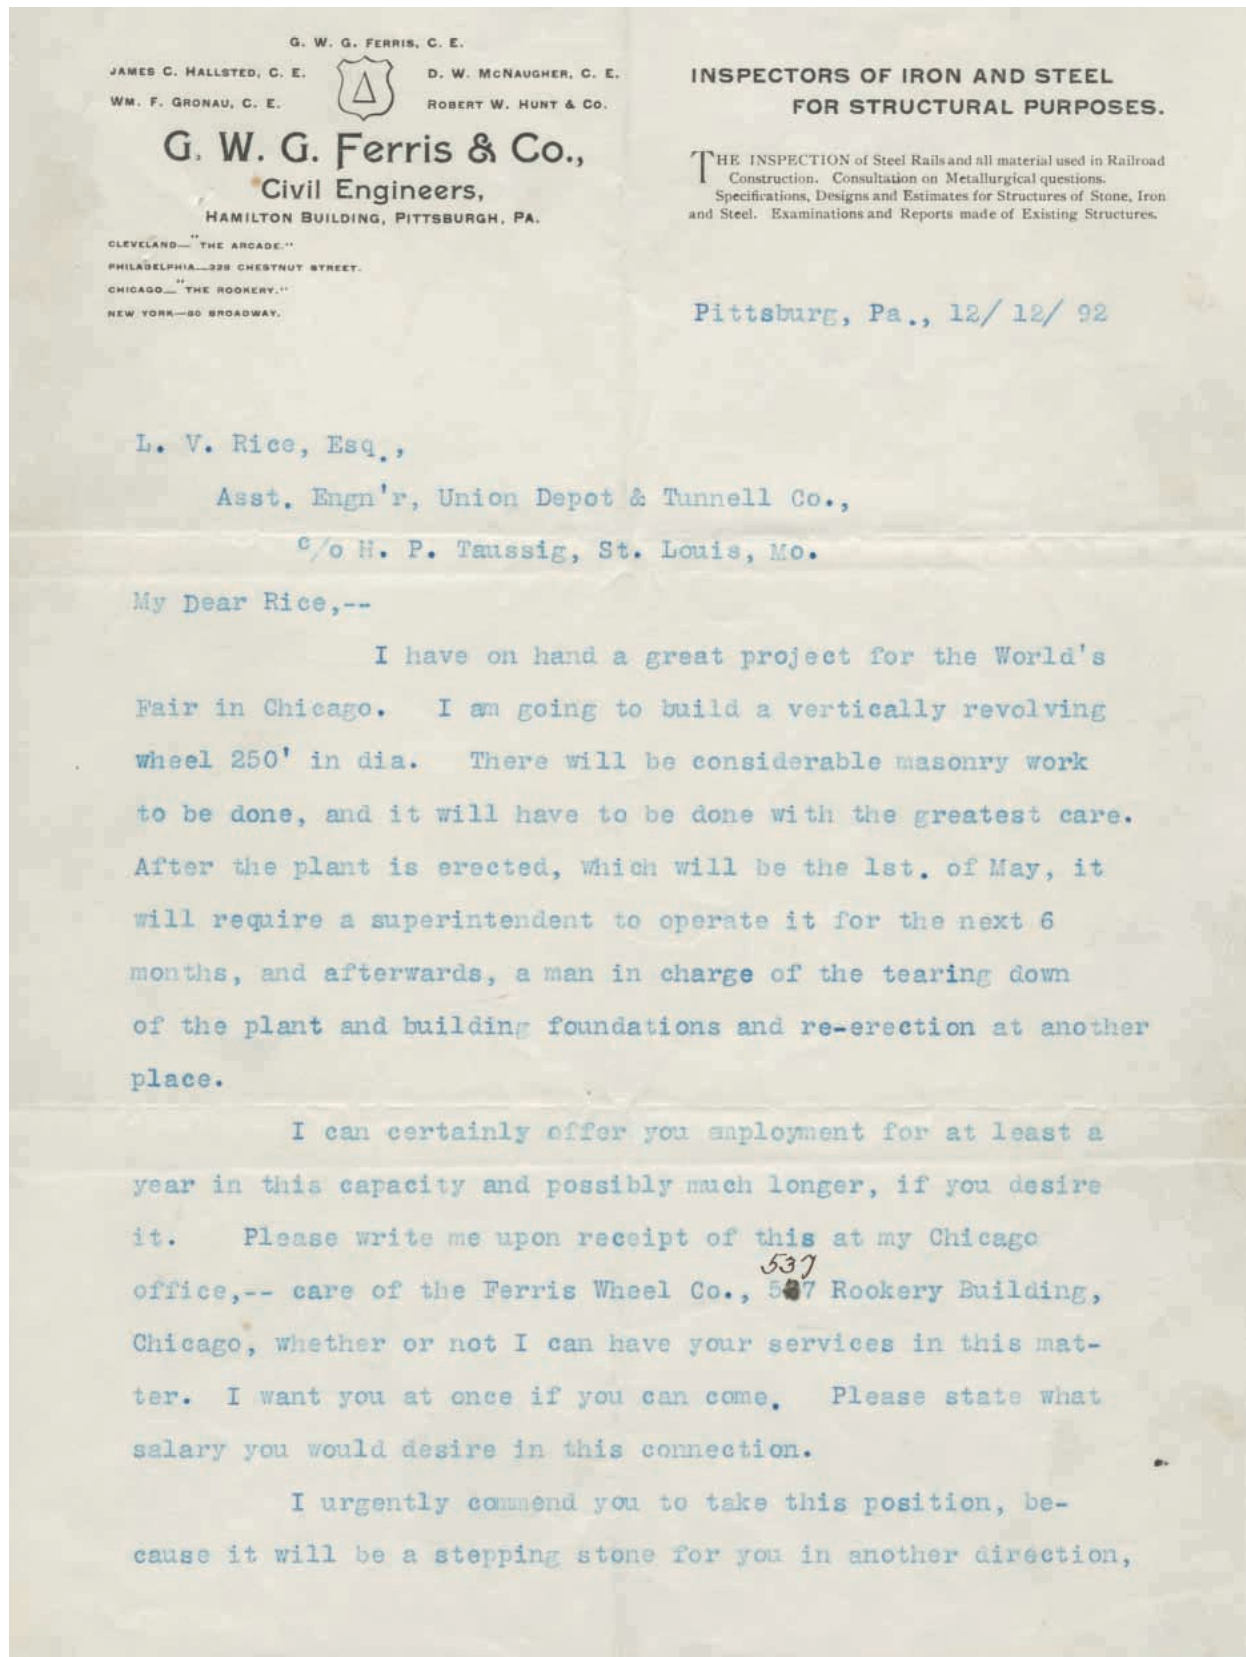 G. W. G. FERRIS, C. E.
JAMES C. HALLSTED, C. E.
D. W. MCNAUGHER, C. E.
WM. F. GRONAU, C. E.
ROBERT W. HUNT & CO.
G. W. G. Ferris & Co.,
Civil Engineers,
HAMILTON BUILDING, PITTSBURGH, PA.
CLEVELAND—"THE ARCADE."
PHILADELPHIA—328 CHESTNUT STREET.
CHICAGO—"THE ROOKERY."
NEW YORK—80 BROADWAY.
INSPECTORS OF IRON AND STEEL
FOR STRUCTURAL PURPOSES.
THE INSPECTION of Steel Rails and all material used in Railroad
Construction. Consultation on Metallurgical questions.
Specifications, Designs and Estimates for Structures of Stone, Iron
and Steel. Examinations and Reports made of Existing Structures.
Pittsburg, Pa., 12/ 12/ 92
L. V. Rice, Esq.,
Asst. Engn'r, Union Depot & Tunnell Co.,
c/o H. P. Taussig, St. Louis, Mo.
My Dear Rice,--
I have on hand a great project for the World's
Fair in Chicago. I am going to build a vertically revolving
wheel 250' in dia. There will be considerable masonry work
to be done, and it will have to be done with the greatest care.
After the plant is erected, which will be the 1st. of May, it
will require a superintendent to operate it for the next 6
months, and afterwards, a man in charge of the tearing down
of the plant and building foundations and re-erection at another
place.
I can certainly offer you employment for at least a
year in this capacity and possibly much longer, if you desire
it. Please write me upon receipt of this at my Chicago
537
office,-- care of the Ferris Wheel Co., 537 Rookery Building,
Chicago, whether or not I can have your services in this mat-
ter. I want you at once if you can come. Please state what
salary you would desire in this connection.
I urgently commend you to take this position, be-
cause it will be a stepping stone for you in another direction,